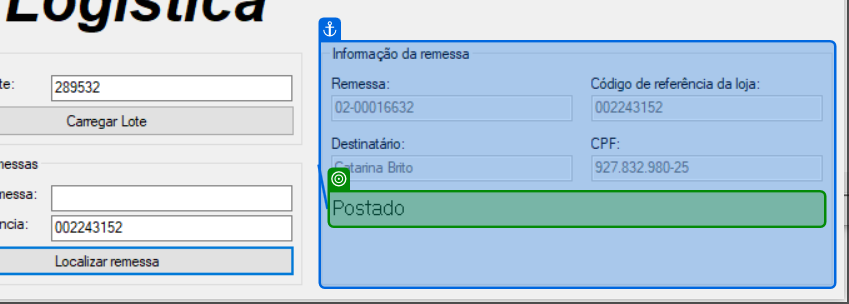 Logística
te:
289532
Carregar Lote
messas
messa:
ncia:
002243152
Localizar remessa
Informação da remessa
Remessa:
Código de referência da loja:
02-00016632
002243152
Destinatário:
CPF:
Catarina Brito
927.832.980-25
Postado